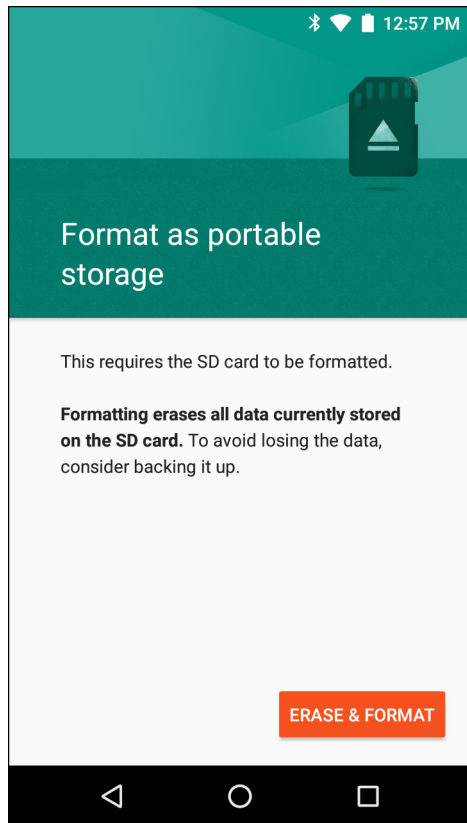 12:57 PM
Format as portable
storage
This requires the SD card to be formatted.
Formatting erases all data currently stored
on the SD card. To avoid losing the data,
consider backing it up.
ERASE & FORMAT